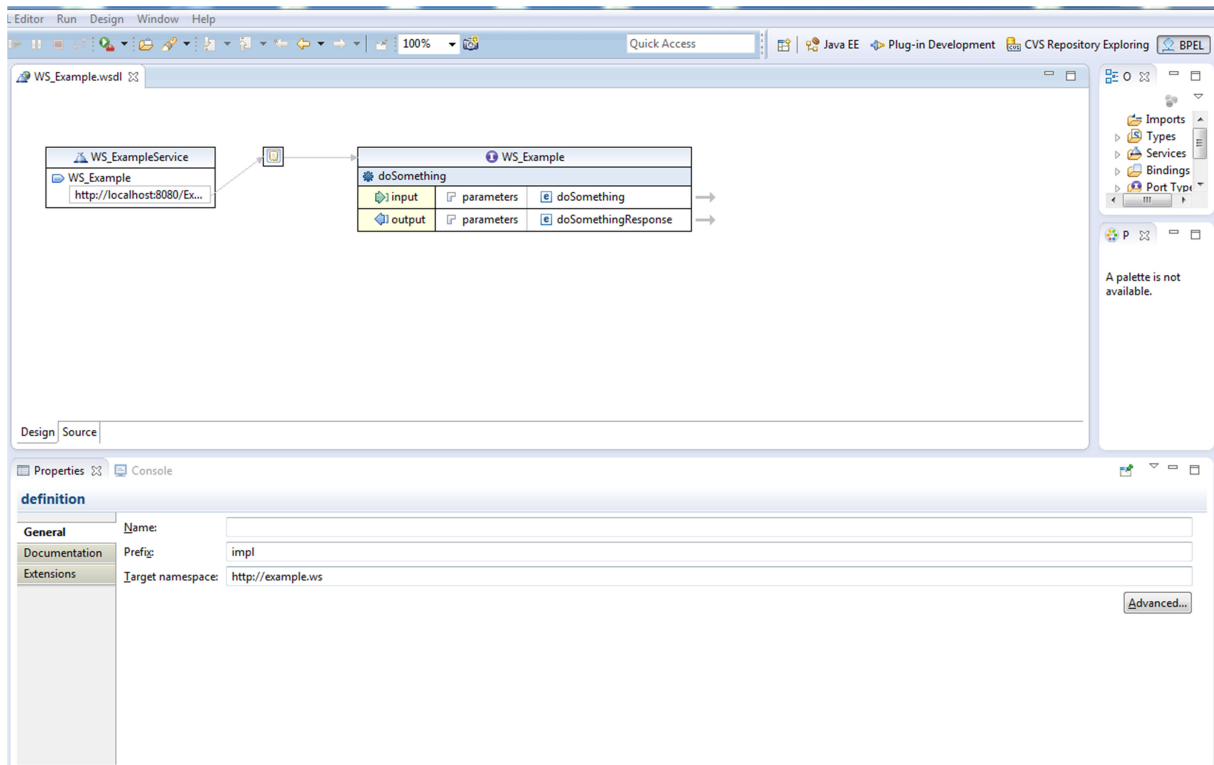 L Editor Run Design Window Help
100%
Quick Access
Java EE Plug-in Development CVS Repository Exploring BPEL
WS_Example.wsdl
O
Imports
Types
Services
Bindings
Port Type
WS_ExampleService
WS_Example
http://localhost:8080/Ex...
WS_Example
doSomething
input parameters doSomething
output parameters doSomethingResponse
P
A palette is not
available.
Design Source
Properties Console
definition
General
Documentation
Extensions
Name:
Prefix: impl
Target namespace: http://example.ws
Advanced...